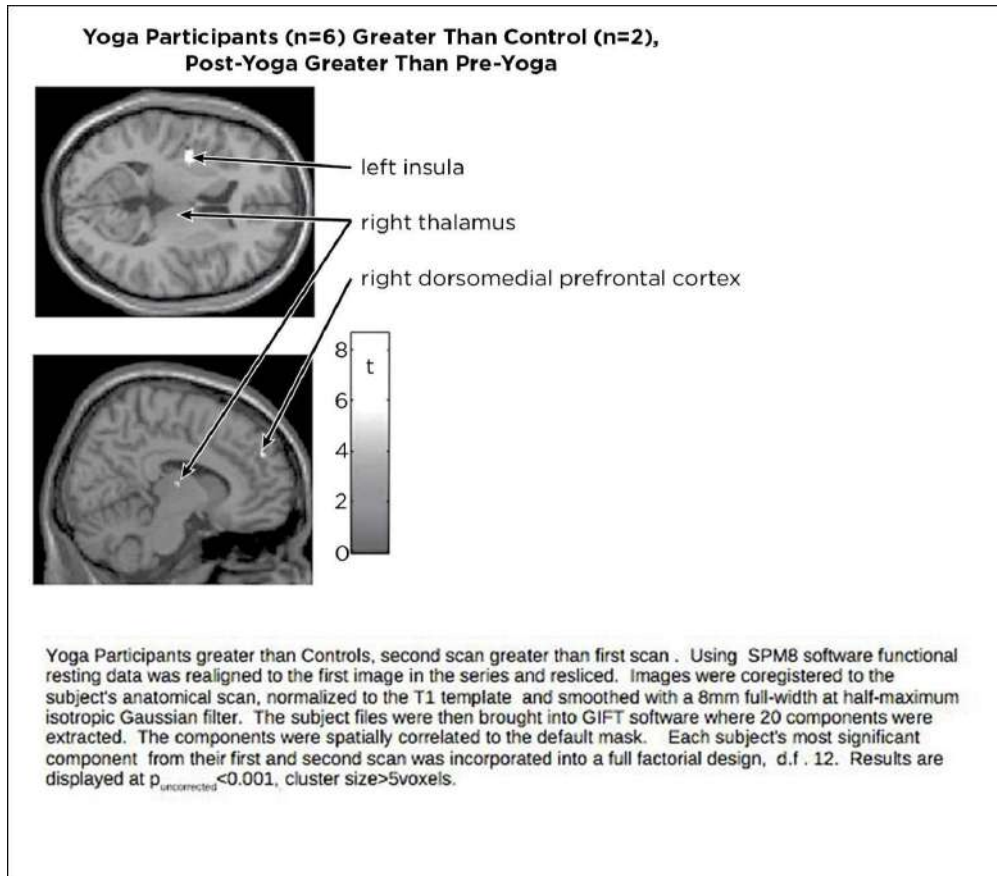 Yoga Participants (n=6) Greater Than Control (n=2),
Post-Yoga Greater Than Pre-Yoga
left insula
right thalamus
right dorsomedial prefrontal cortex
8
t
6
4
2
0
Yoga Participants greater than Controls, second scan greater than first scan . Using SPM8 software functional
resting data was realigned to the first image in the series and resliced. Images were coregistered to the
subject's anatomical scan, normalized to the T1 template and smoothed with a 8mm full-width at half-maximum
isotropic Gaussian filter. The subject files were then brought into GIFT software where 20 components were
extracted. The components were spatially correlated to the default mask. Each subject's most significant
component from their first and second scan was incorporated into a full factorial design, d.f . 12. Results are
displayed at puncorrected<0.001, cluster size>5voxels.